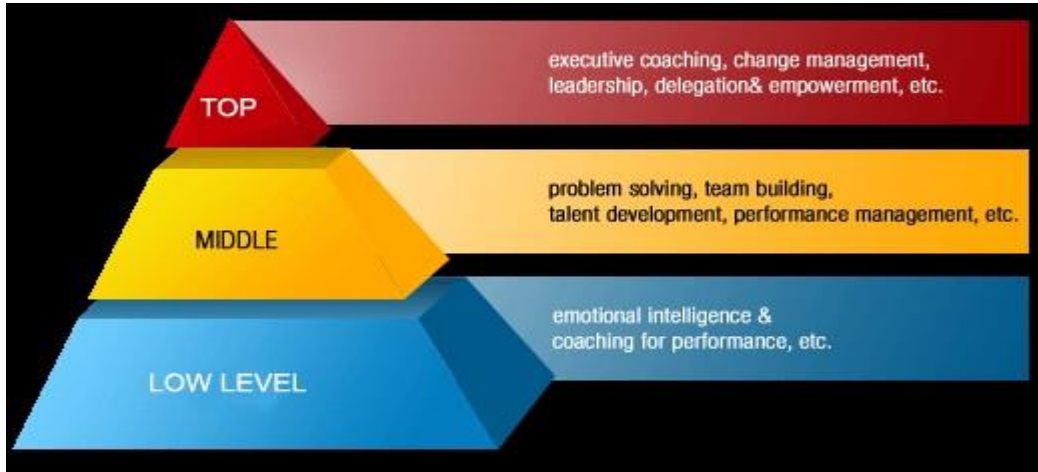 TOP
executive coaching, change management,
leadership, delegation& empowerment, etc.
MIDDLE
problem solving, team building,
talent development, performance management, etc.
LOW LEVEL
emotional intelligence &
coaching for performance, etc.